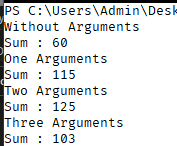 PS C:\Users\Admin\Desk
Without Arguments
Sum : 60
One Arguments
Sum : 115
Two Arguments
Sum : 125
Three Arguments
Sum : 103